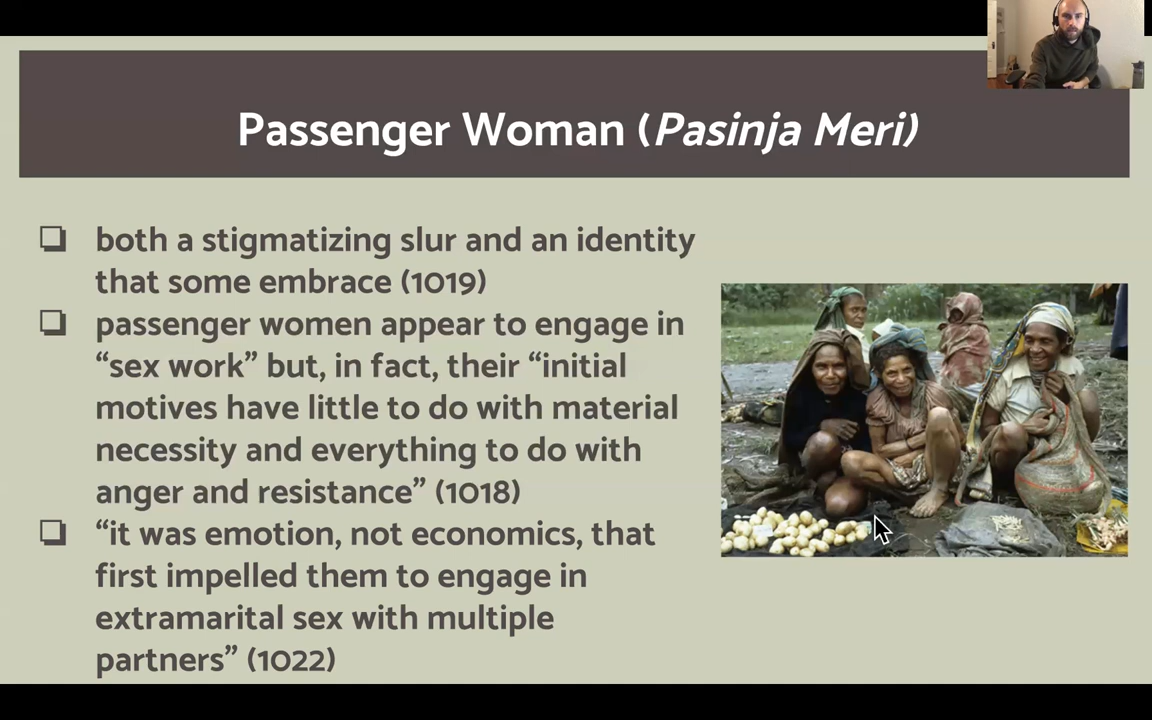 Passenger Woman (Pasinja Meri)
❏ both a stigmatizing slur and an identity
that some embrace (1019)
❏ passenger women appear to engage in
“sex work” but, in fact, their “initial
motives have little to do with material
necessity and everything to do with
anger and resistance” (1018)
❏ “it was emotion, not economics, that
first impelled them to engage in
extramarital sex with multiple
partners” (1022)